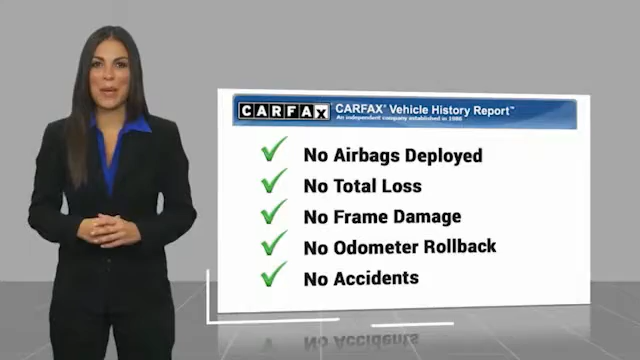 CARFAX CARFAX® Vehicle History Report™
An independent company established in 1986
No Airbags Deployed
No Total Loss
No Frame Damage
No Odometer Rollback
No Accidents